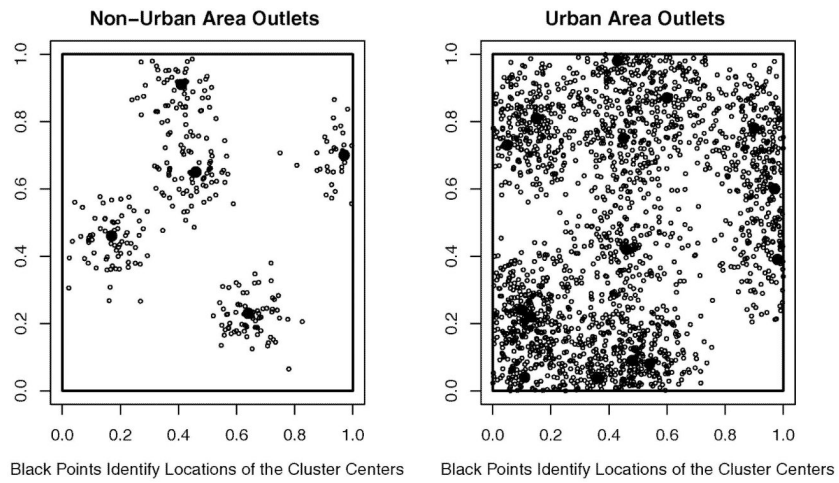 Non-Urban Area Outlets
1.0
0.8
0.6
0.4
0.2
0.0
0.0 0.2 0.4 0.6 0.8 1.0
Black Points Identify Locations of the Cluster Centers
Urban Area Outlets
1.0
0.8
0.6
0.4
0.2
0.0
0.0 0.2 0.4 0.6 0.8 1.0
Black Points Identify Locations of the Cluster Centers